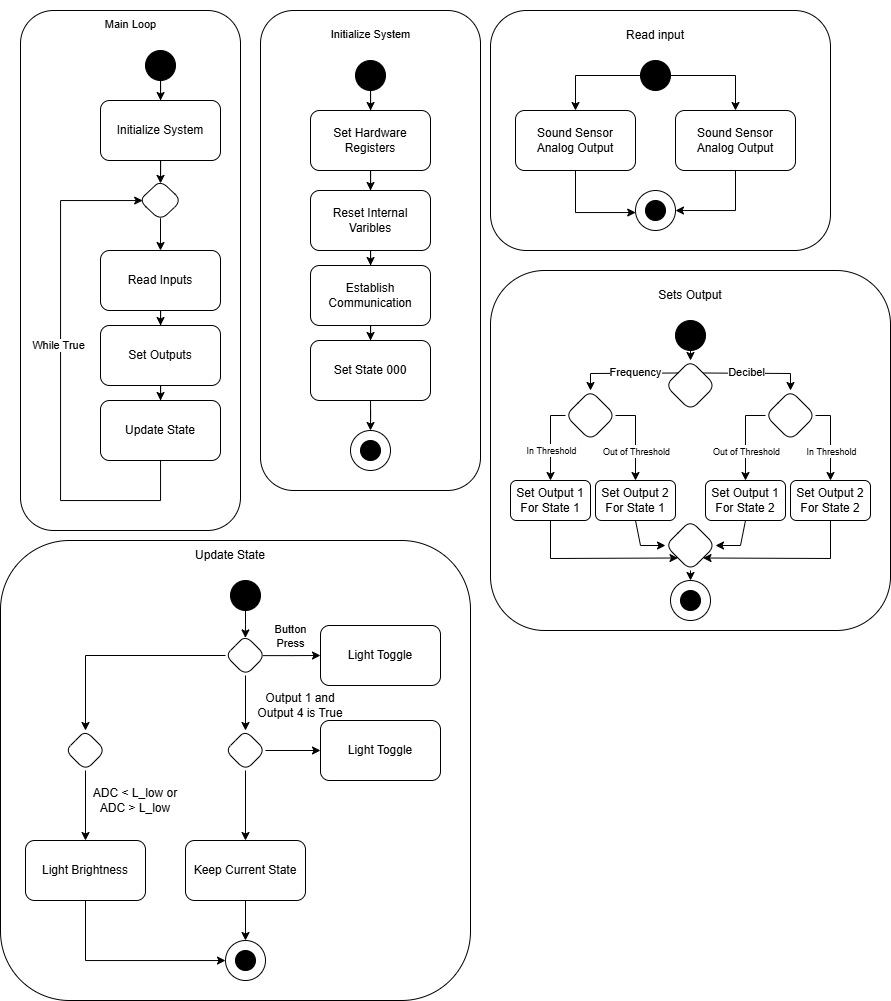 Main Loop
Initialize System
Read Inputs
While True
Set Outputs
Update State
Initialize System
Set Hardware
Registers
Reset Internal
Varibles
Establish
Communication
Set State 000
Read input
Sound Sensor
Analog Output
Sound Sensor
Analog Output
Sets Output
Frequency
Decibel
In Threshold
Out of Threshold
Out of Threshold
In Threshold
Set Output 1
For State 1
Set Output 2
For State 1
Set Output 1
For State 2
Set Output 2
For State 2
Update State
Button
Press
Light Toggle
Output 1 and
Output 4 is True
Light Toggle
ADC < L_low or
ADC > L_low
Light Brightness
Keep Current State